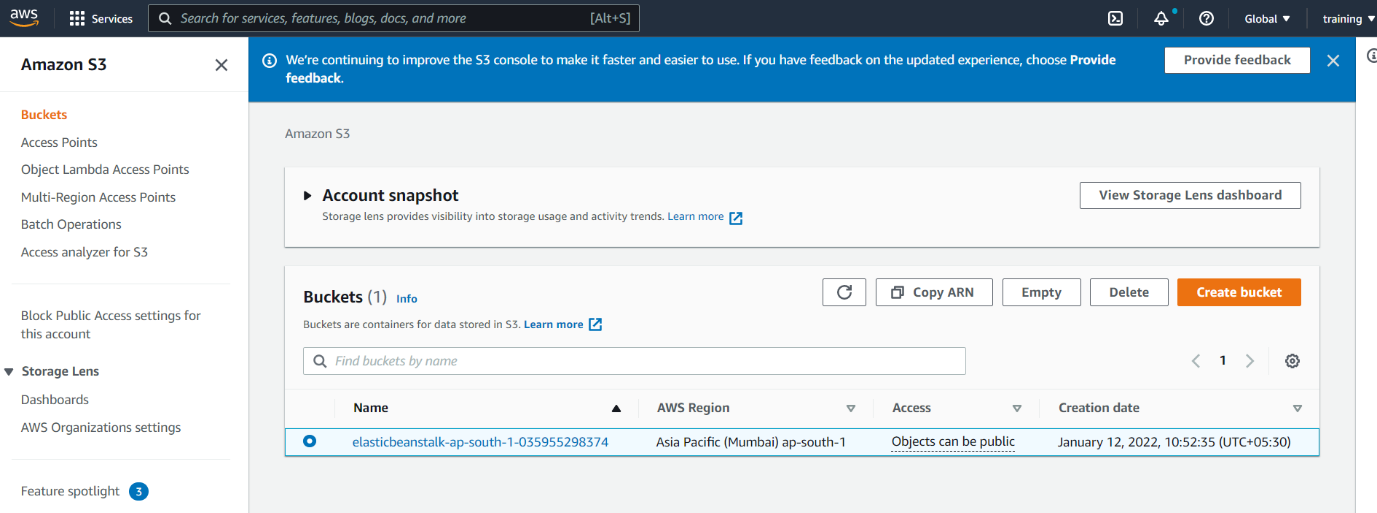 aws Services Search for services, features, blogs, docs, and more [Alt+S] Global training
Amazon S3
Buckets
Access Points
Object Lambda Access Points
Multi-Region Access Points
Batch Operations
Access analyzer for S3
Block Public Access settings for
this account
Storage Lens
Dashboards
AWS Organizations settings
Feature spotlight 3
We're continuing to improve the S3 console to make it faster and easier to use. If you have feedback on the updated experience, choose Provide
feedback.
Provide feedback
Amazon S3
Account snapshot
Storage lens provides visibility into storage usage and activity trends. Learn more
View Storage Lens dashboard
Buckets (1) Info
Buckets are containers for data stored in S3. Learn more
Copy ARN Empty Delete Create bucket
Find buckets by name
1
Name AWS Region Access Creation date
elasticbeanstalk-ap-south-1-035955298374 Asia Pacific (Mumbai) ap-south-1 Objects can be public January 12, 2022, 10:52:35 (UTC+05:30)